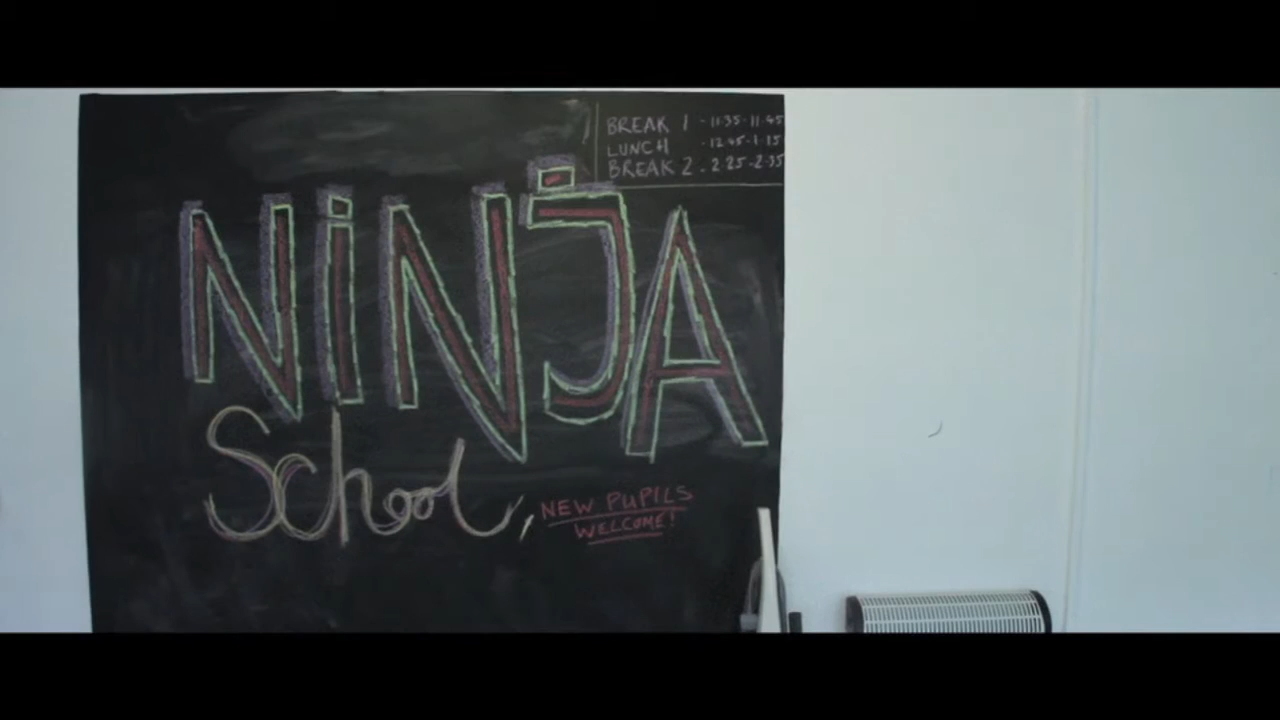 BREAK 1 - 11:35-11-45
LUNCH - 12.45-1-15
BREAK 2 - 2.25-2-35
NiNJA
School,
NEW PUPILS
WELCOME!